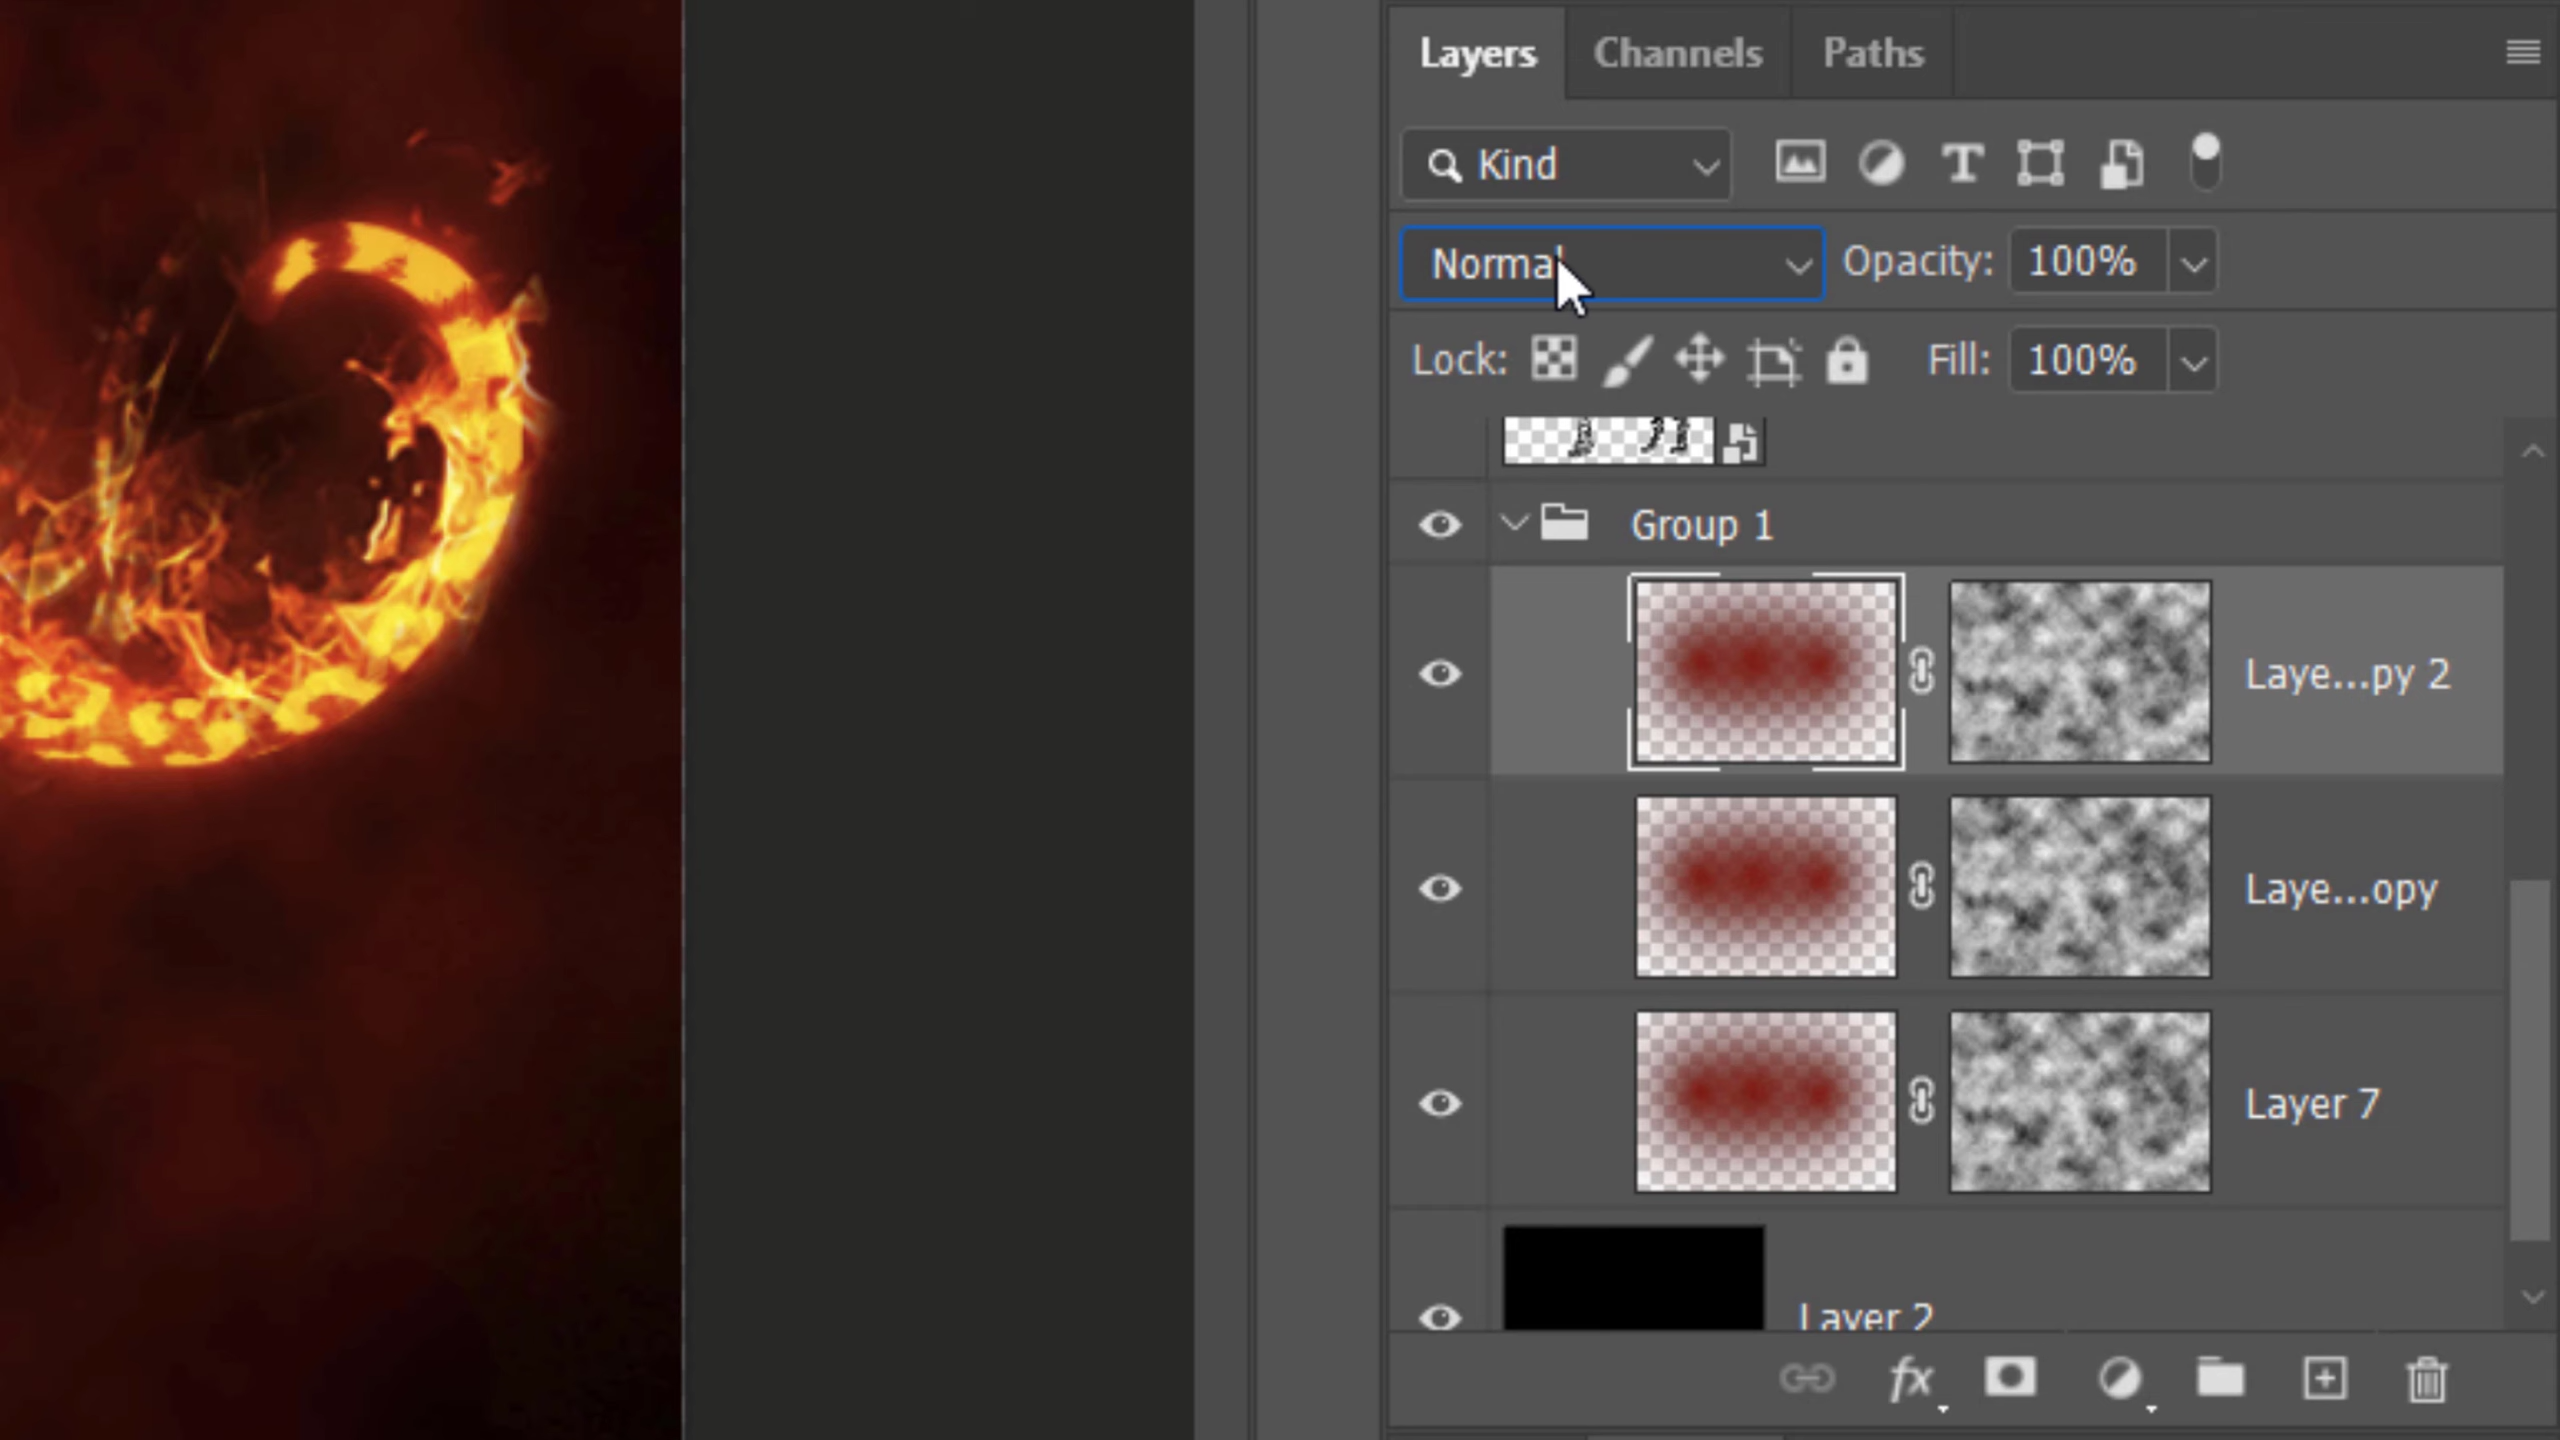 Layers Channels Paths
Kind
Normal Opacity: 100%
Lock: Fill: 100%
Group 1
Laye...py 2
Laye...opy
Layer 7
Layer 2
fx